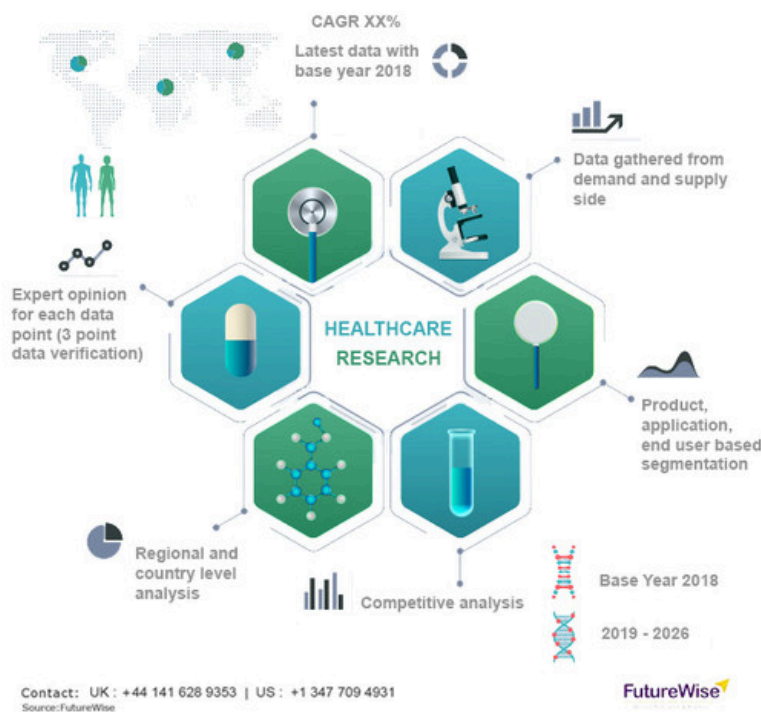 CAGR XX%
Latest data with
base year 2018
Data gathered from
demand and supply
side
Expert opinion
for each data
point (3 point
data verification)
HEALTHCARE
RESEARCH
Product,
application,
end user based
segmentation
Regional and
country level
analysis
Competitive analysis
Base Year 2018
2019 - 2026
Contact: UK : +44 141 628 9353 | US : +1 347 709 4931
Source:FutureWise
FutureWise